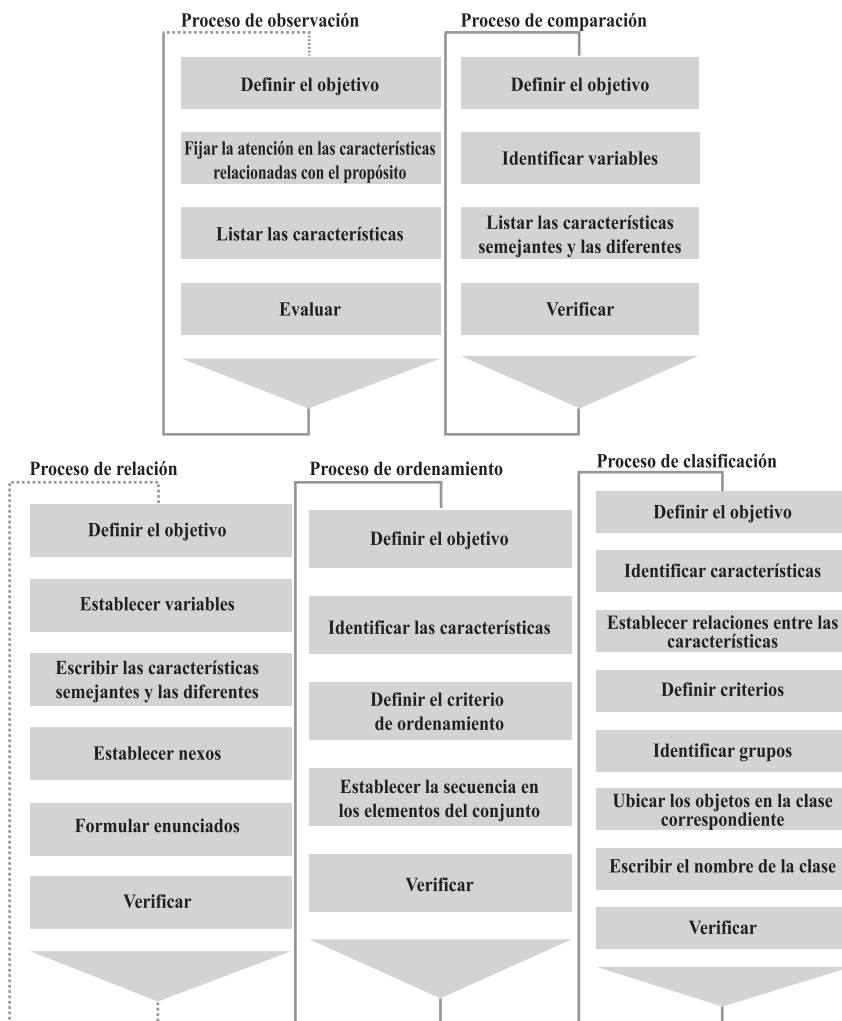 Proceso de observación
Definir el objetivo
Fijar la atención en las características
relacionadas con el propósito
Listar las características
Evaluar
Proceso de comparación
Definir el objetivo
Identificar variables
Listar las características
semejantes y las diferentes
Verificar
Proceso de relación
Definir el objetivo
Establecer variables
Escribir las características
semejantes y las diferentes
Establecer nexos
Formular enunciados
Verificar
Proceso de ordenamiento
Definir el objetivo
Identificar las características
Definir el criterio
de ordenamiento
Establecer la secuencia en
los elementos del conjunto
Verificar
Proceso de clasificación
Definir el objetivo
Identificar características
Establecer relaciones entre las
características
Definir criterios
Identificar grupos
Ubicar los objetos en la clase
correspondiente
Escribir el nombre de la clase
Verificar